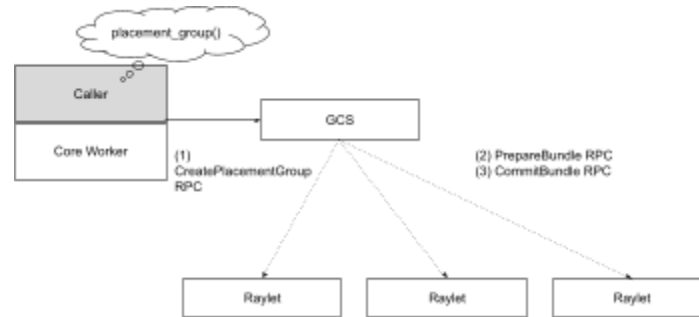 placement_group()
Caller
GCS
Core Worker
(1)
CreatePlacementGroup
RPC
(2) PrepareBundle RPC
(3) CommitBundle RPC
Raylet
Raylet
Raylet